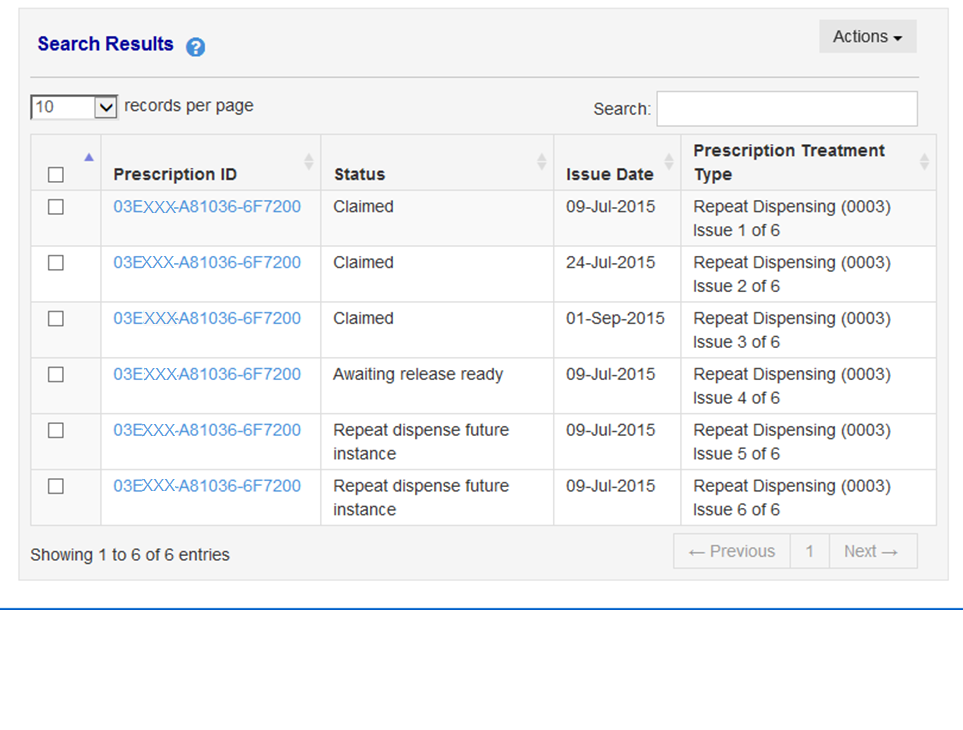 Search Results ?
Actions
10 records per page
Search:
Prescription ID Status Issue Date Prescription Treatment Type
03EXXX-A81036-6F7200 Claimed 09-Jul-2015 Repeat Dispensing (0003)
Issue 1 of 6
03EXXX-A81036-6F7200 Claimed 24-Jul-2015 Repeat Dispensing (0003)
Issue 2 of 6
03EXXX-A81036-6F7200 Claimed 01-Sep-2015 Repeat Dispensing (0003)
Issue 3 of 6
03EXXX-A81036-6F7200 Awaiting release ready 09-Jul-2015 Repeat Dispensing (0003)
Issue 4 of 6
03EXXX-A81036-6F7200 Repeat dispense future 09-Jul-2015 Repeat Dispensing (0003)
instance Issue 5 of 6
03EXXX-A81036-6F7200 Repeat dispense future 09-Jul-2015 Repeat Dispensing (0003)
instance Issue 6 of 6
Showing 1 to 6 of 6 entries
← Previous 1 Next →